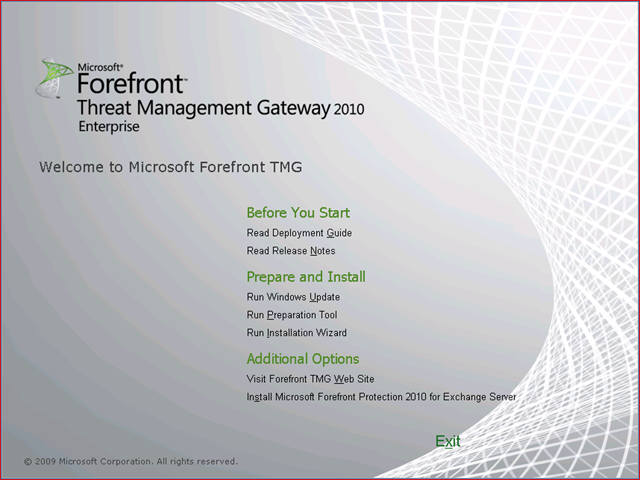 Microsoft®
Forefront™
Threat Management Gateway 2010
Enterprise
Welcome to Microsoft Forefront TMG
Before You Start
Read Deployment Guide
Read Release Notes
Prepare and Install
Run Windows Update
Run Preparation Tool
Run Installation Wizard
Additional Options
Visit Forefront TMG Web Site
Install Microsoft Forefront Protection 2010 for Exchange Server
Exit
© 2009 Microsoft Corporation. All rights reserved.